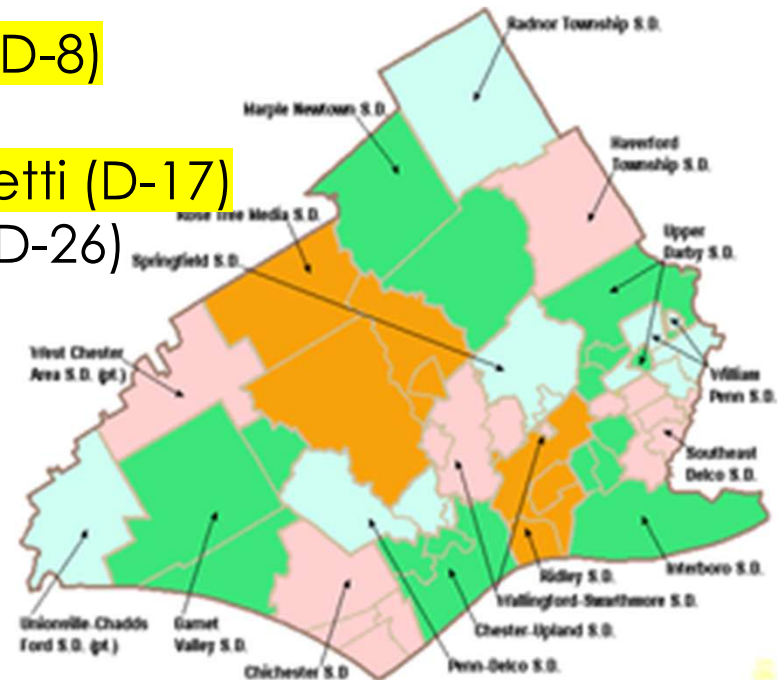 D-8)
etti (D-17)
D-26)
Radnor Township S.D.
Marple Newtown S.D.
Haverford
Township S.D.
Rose Tree Media S.D.
Upper
Darby S.D.
Springfield S.D.
West Chester
Area S.D. (pt.)
William
Penn S.D.
Southeast
Delco S.D.
Interboro S.D.
Ridley S.D.
Wallingford-Swarthmore S.D.
Unionville-Chadds
Ford S.D. (pt.)
Garnet
Valley S.D.
Chester-Upland S.D.
Penn-Delco S.D.
Chichester S.D